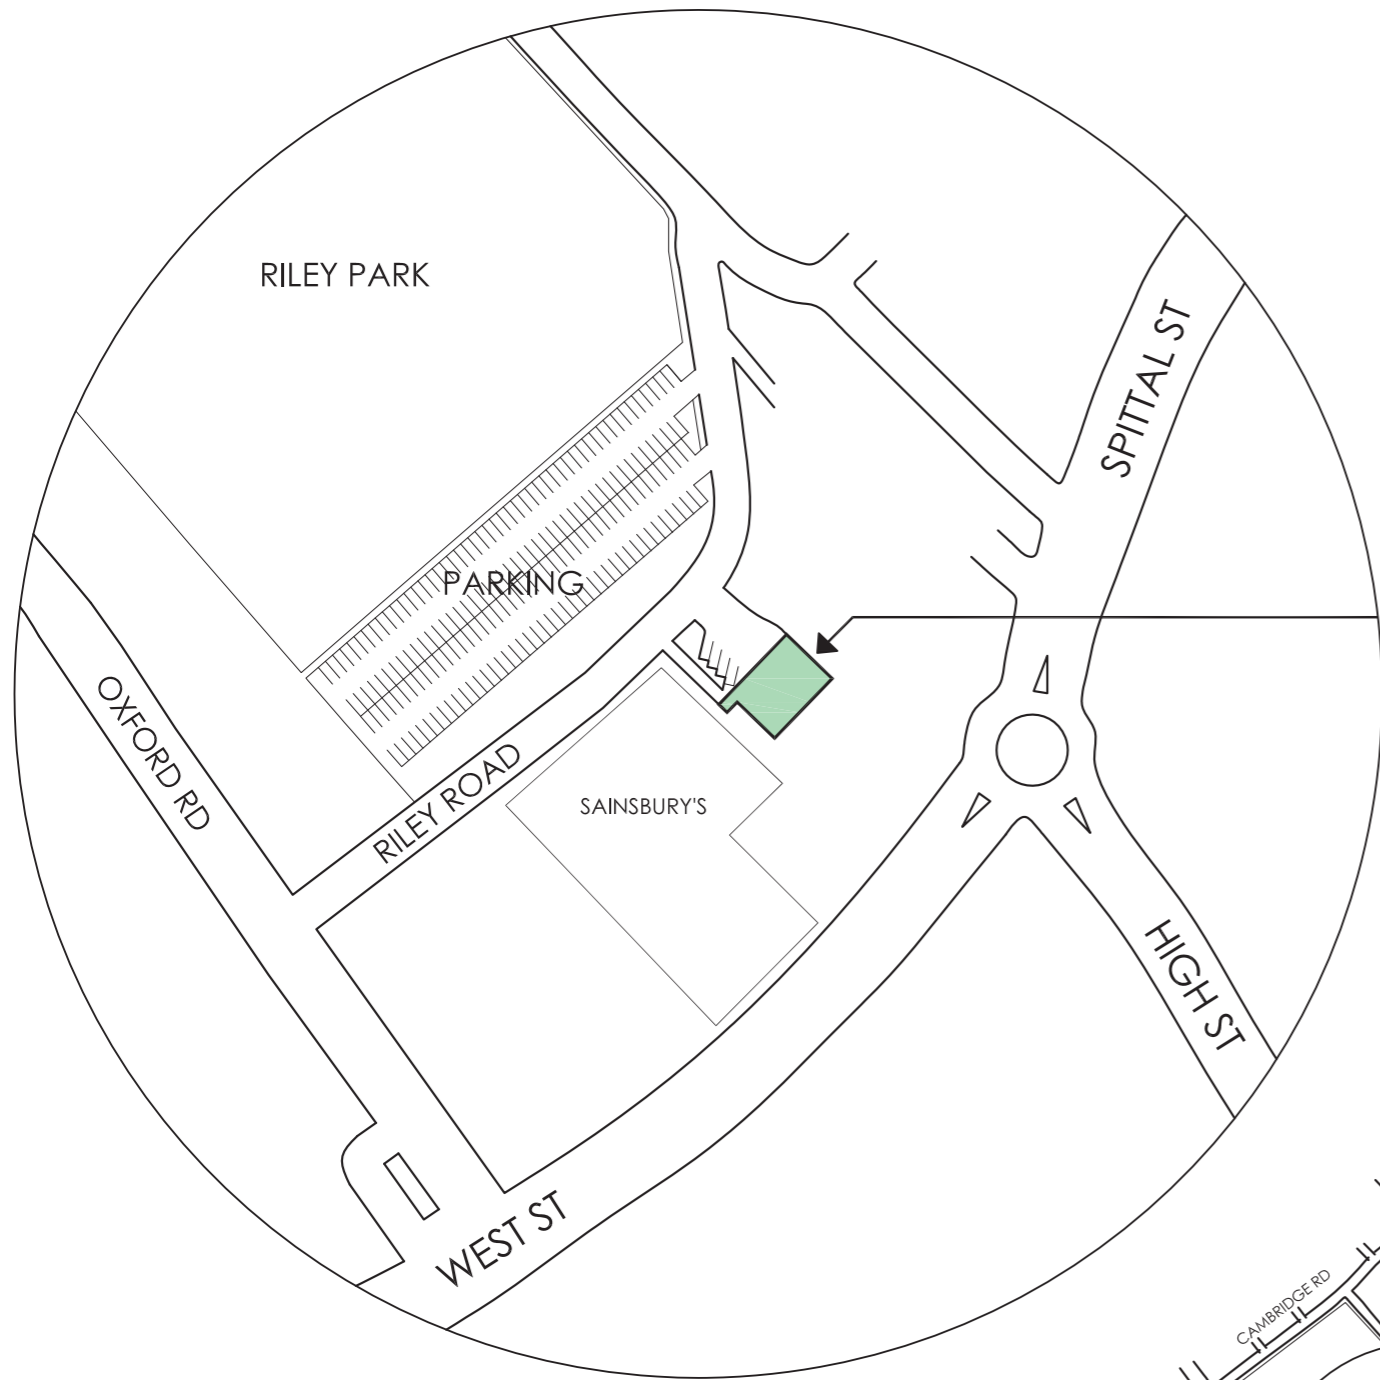 RILEY PARK
SPITTAL ST
PARKING
OXFORD RD
RILEY ROAD
SAINSBURY'S
HIGH ST
WEST ST
CAMBRIDGE RD